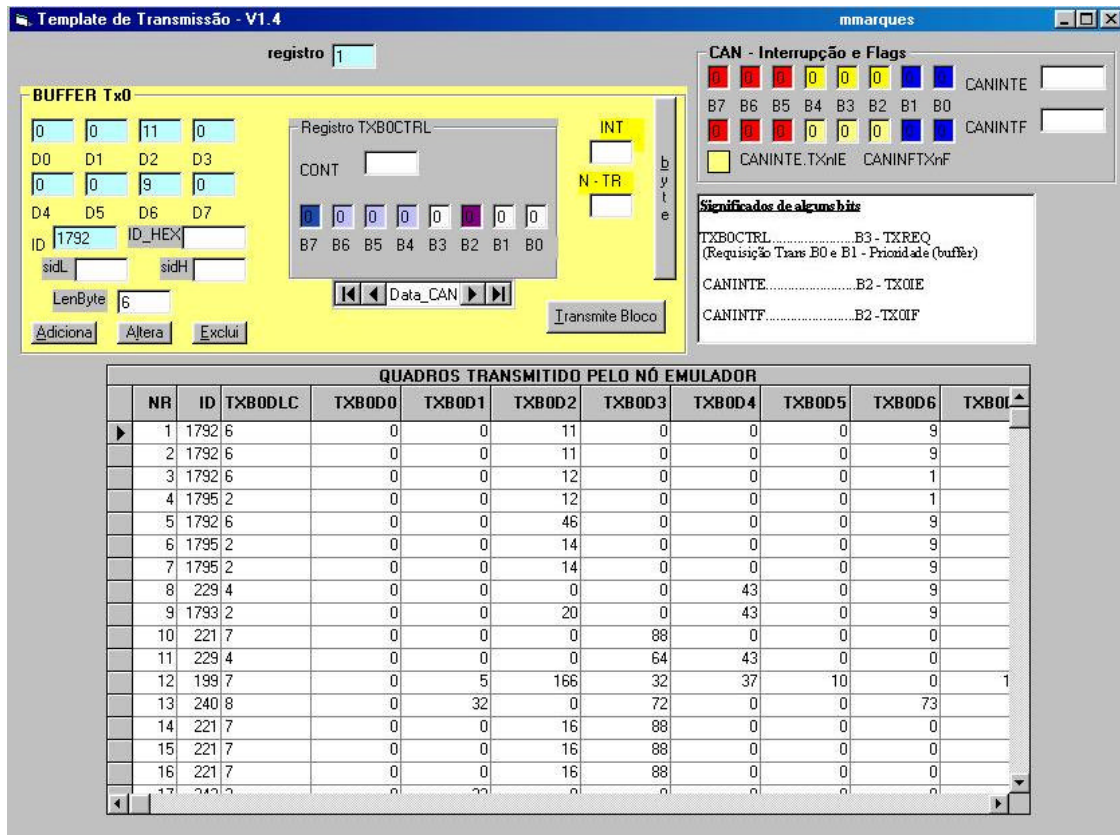 Template de Transmissão - V1.4 mmarques
registro 1
BUFFER Tx0
0 0 11 0
D0 D1 D2 D3
0 0 9 0
D4 D5 D6 D7
ID 1792 ID_HEX
sidL sidH
LenByte 6
Adiciona Altera Exclui
Registro TXB0CTRL
CONT
0 0 0 0 0 0 0 0
B7 B6 B5 B4 B3 B2 B1 B0
Data_CAN
INT
N - TR
byte
Transmite Bloco
CAN - Interrupção e Flags
0 0 0 0 0 0 0 0 CANINTE
B7 B6 B5 B4 B3 B2 B1 B0
0 0 0 0 0 0 0 0 CANINTF
CANINTE.TXnIE CANINFTXnF
Significados de alguns bits
TXB0CTRL.......................B3 - TXREQ
(Requisição Trans B0 e B1 - Prioridade (buffer)
CANINTE.........................B2 - TX0IE
CANINTF.........................B2 - TX0IF
QUADROS TRANSMITIDO PELO NÓ EMULADOR
NR ID TXB0DLC TXB0D0 TXB0D1 TXB0D2 TXB0D3 TXB0D4 TXB0D5 TXB0D6
1 1792 6 0 0 11 0 0 0 9
2 1792 6 0 0 11 0 0 0 9
3 1792 6 0 0 12 0 0 0 1
4 1795 2 0 0 12 0 0 0 1
5 1792 6 0 0 46 0 0 0 9
6 1795 2 0 0 14 0 0 0 9
7 1795 2 0 0 14 0 0 0 9
8 229 4 0 0 0 0 43 0 9
9 1793 2 0 0 20 0 43 0 9
10 221 7 0 0 0 88 0 0 0
11 229 4 0 0 0 64 43 0 0
12 199 7 0 5 166 32 37 10 0 1
13 240 8 0 32 0 72 0 0 73
14 221 7 0 0 16 88 0 0 0
15 221 7 0 0 16 88 0 0 0
16 221 7 0 0 16 88 0 0 0